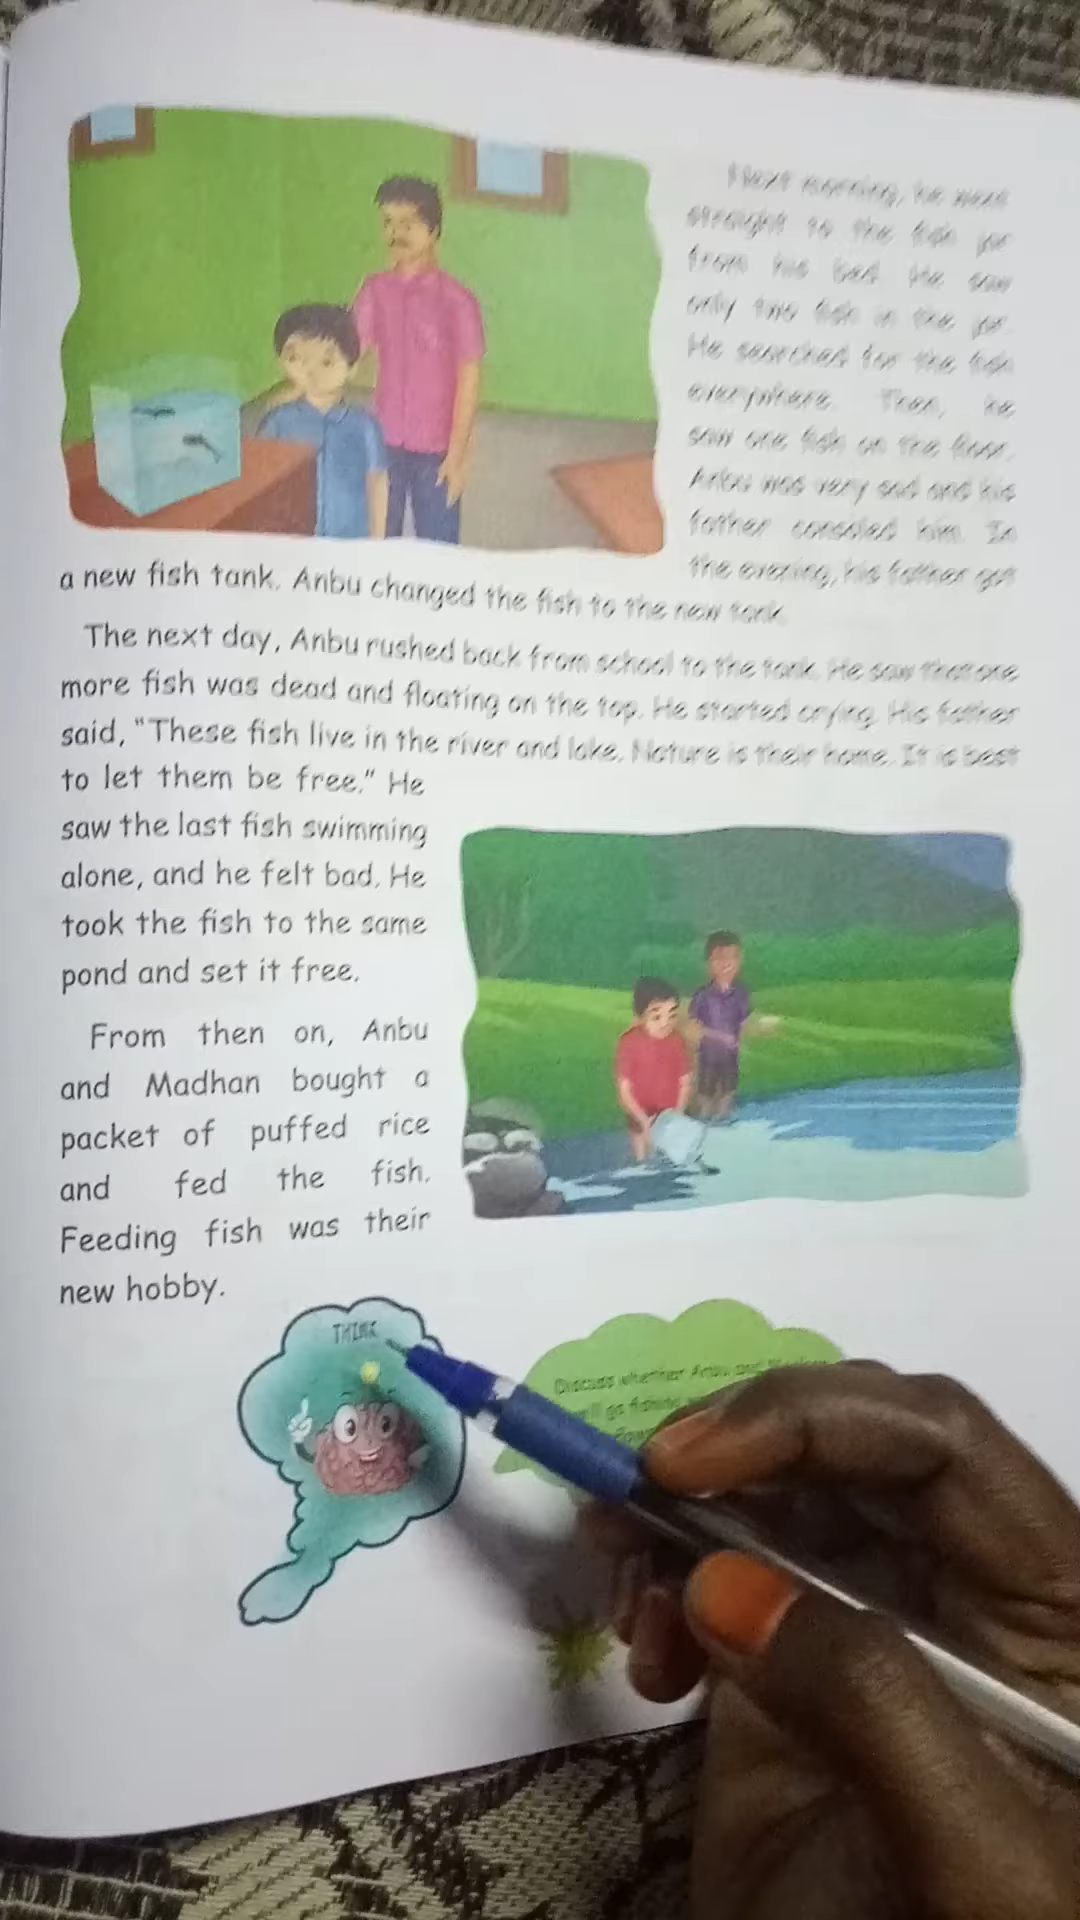 Next morning, he went
straight to the fish jar
from his bed. He saw
only two fish in the jar.
He searched for the fish
everywhere. Then, he
saw one fish on the floor.
Anbu was very sad and his
father consoled him. In
the evening, his father got
a new fish tank. Anbu changed the fish to the new tank.
The next day, Anbu rushed back from school to the tank. He saw that one
more fish was dead and floating on the top. He started crying. His father
said, "These fish live in the river and lake. Nature is their home. It is best
to let them be free." He
saw the last fish swimming
alone, and he felt bad. He
took the fish to the same
pond and set it free.
From then on, Anbu
and Madhan bought a
packet of puffed rice
and fed the fish.
Feeding fish was their
new hobby.
THINK
Discuss whether Anbu and
go fishing